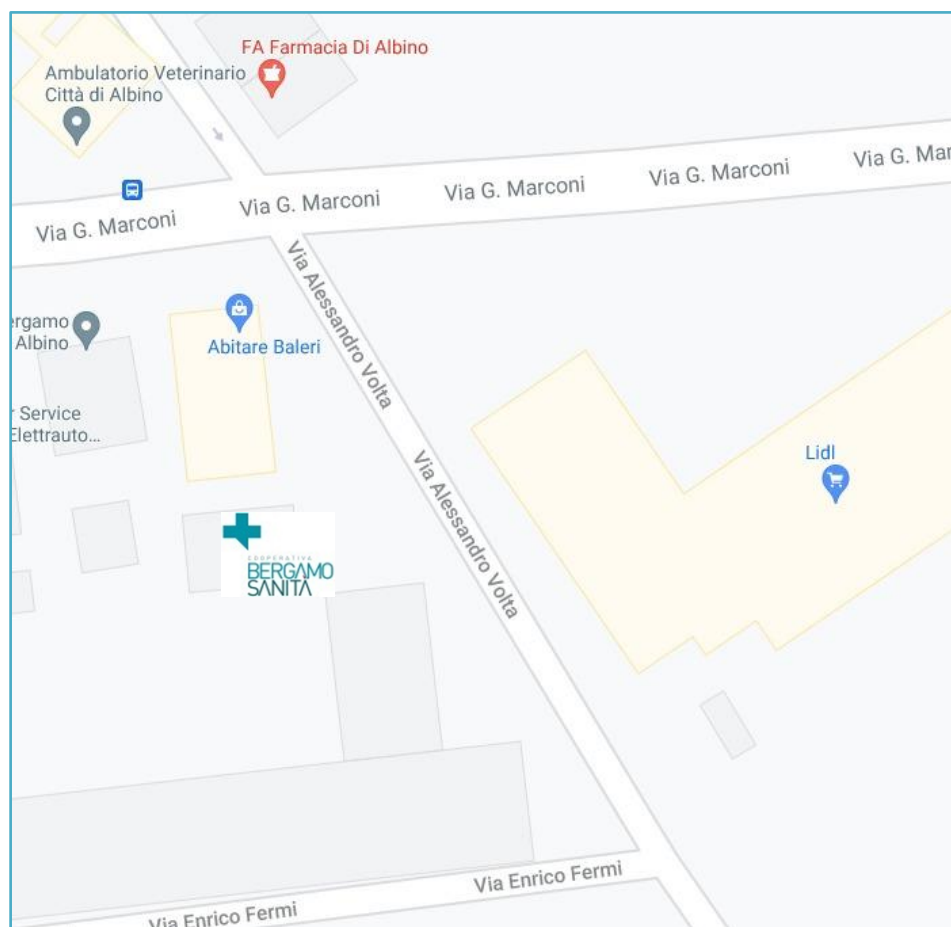 FA Farmacia Di Albino
Ambulatorio Veterinario
Città di Albino
Via G. Marconi
Via G. Marconi
Via G. Marconi
Via G. Marconi
Via G. Mar
Via Alessandro Volta
ergamo
Albino
Abitare Baleri
r Service
Elettrauto...
Lidl
Via Alessandro Volta
COOPERATIVA
BERGAMO
SANITÀ
Via Enrico Fermi
Via Enrico Fermi